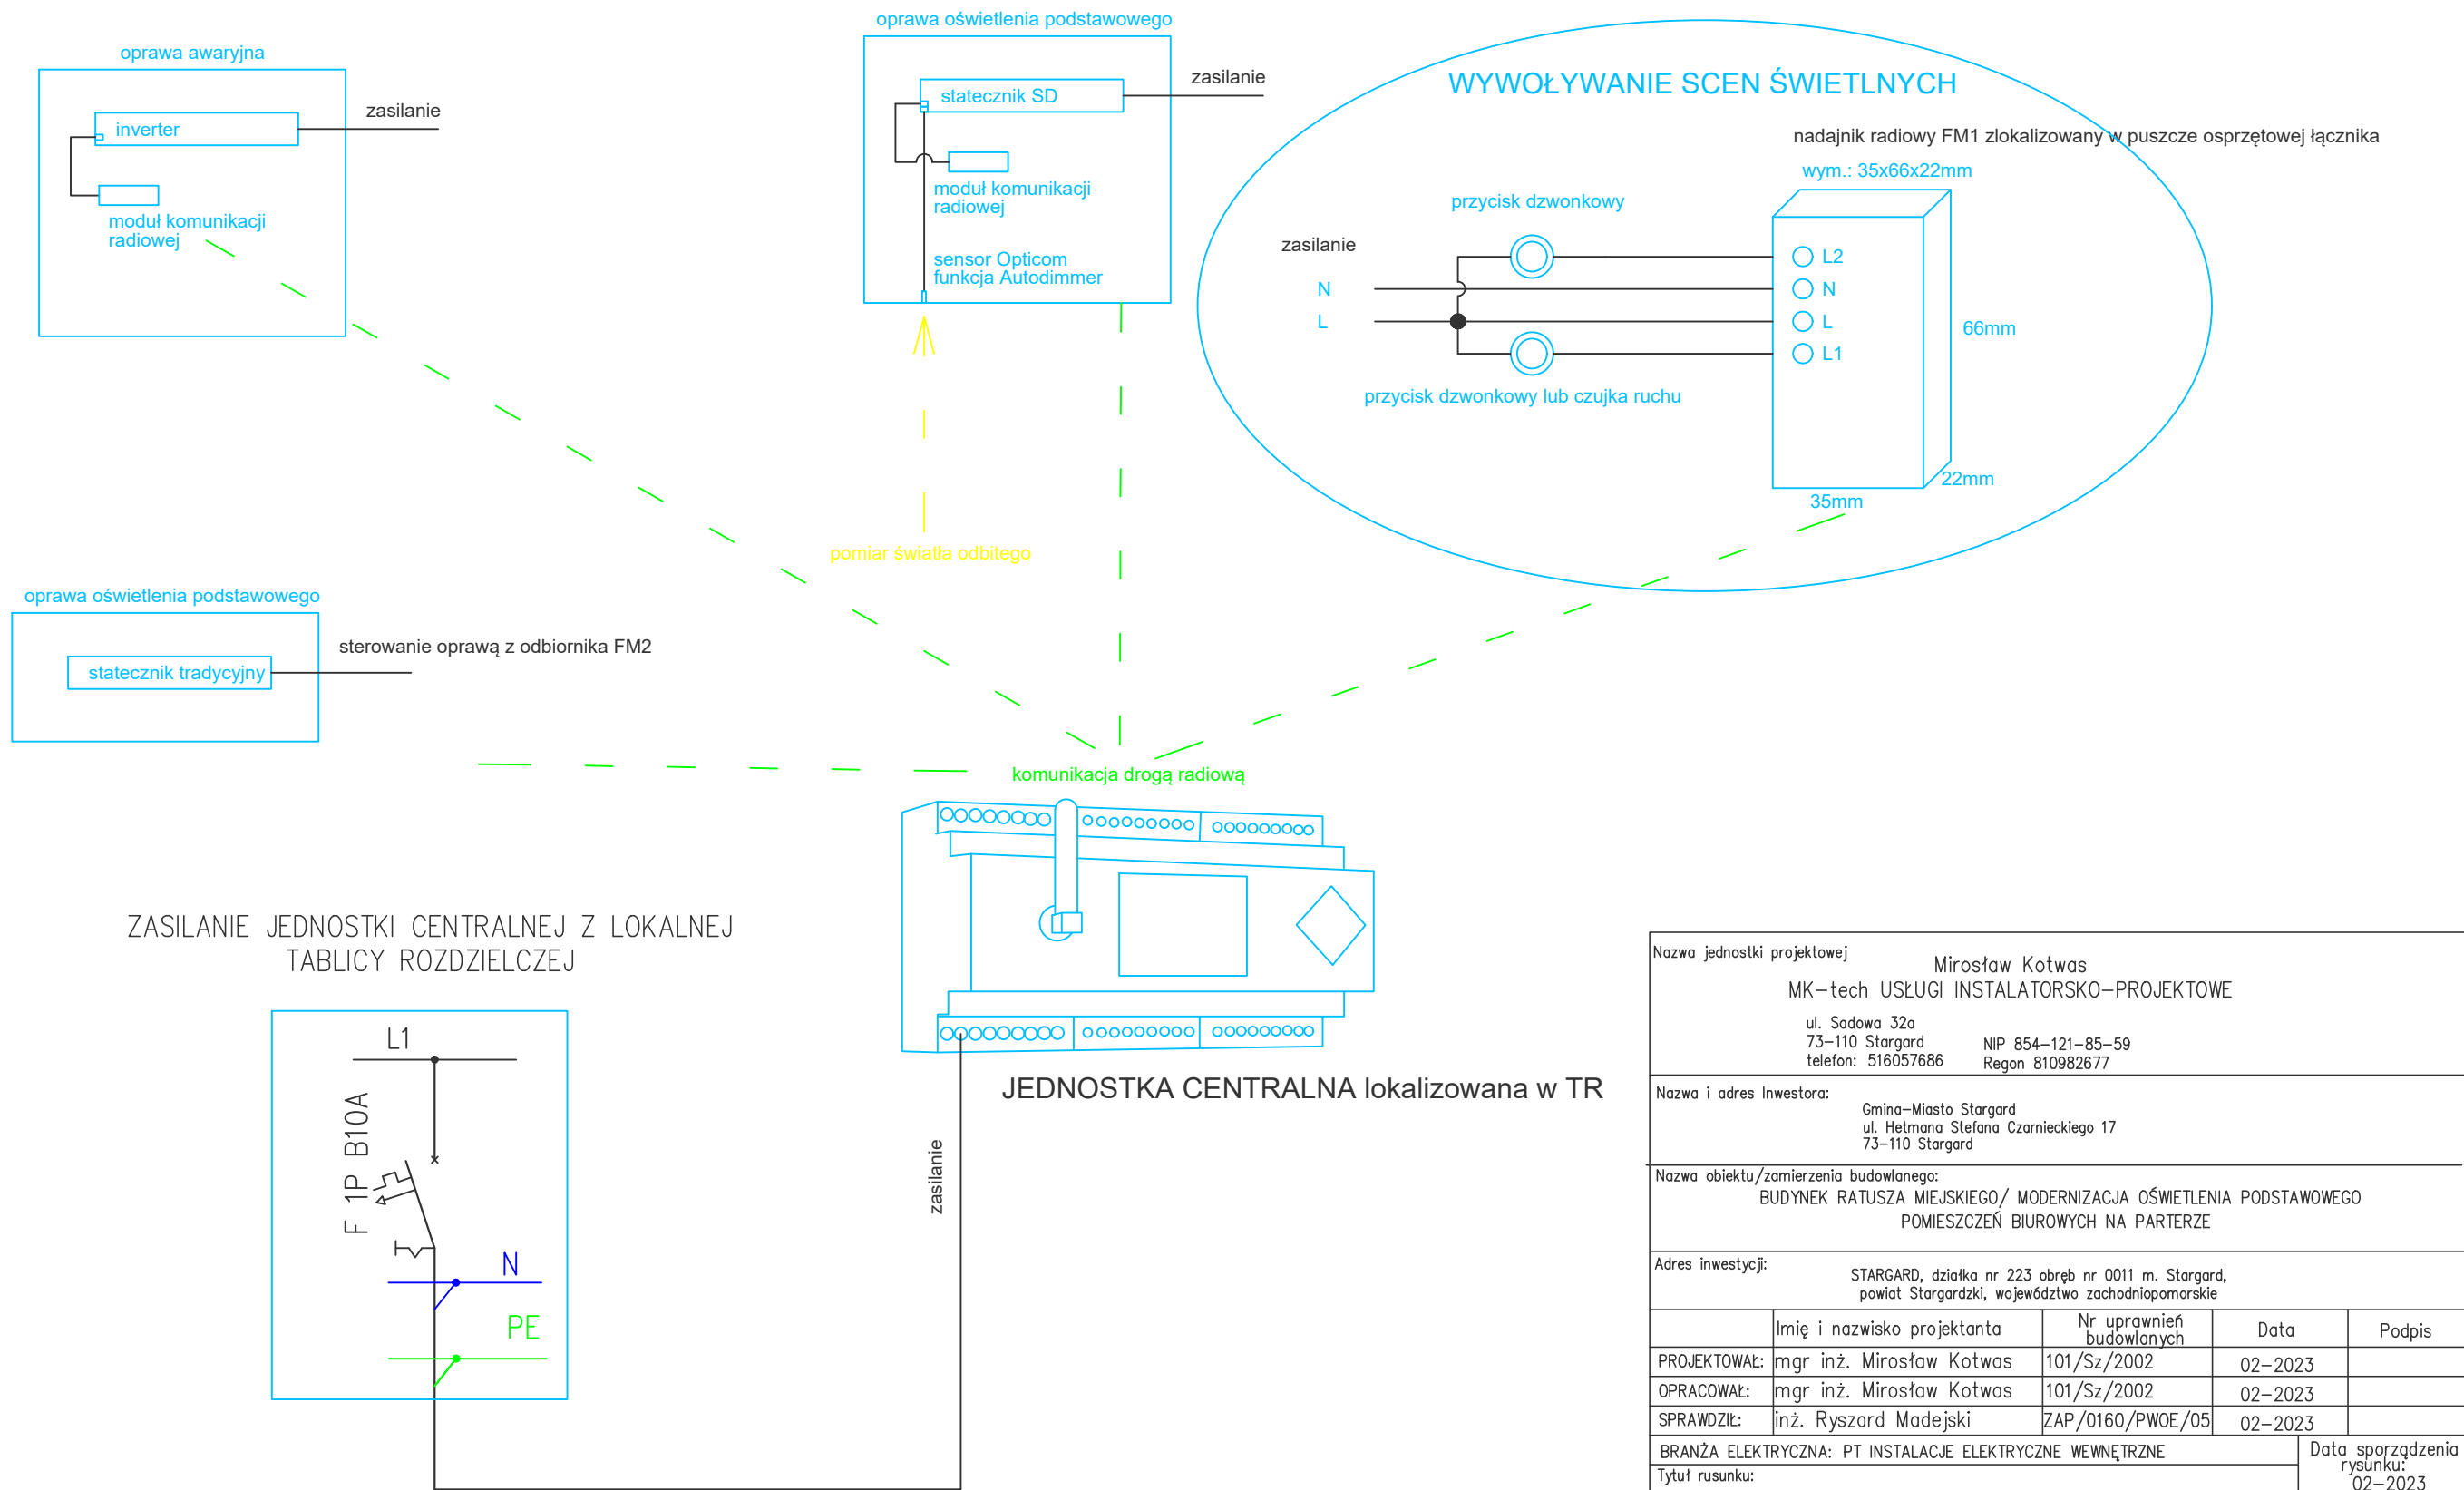 oprawa awaryjna
inverter
zasilanie
moduł komunikacji
radiowej
oprawa oświetlenia podstawowego
statecznik SD
zasilanie
moduł komunikacji
radiowej
sensor Opticom
funkcja Autodimmer
pomiar światła odbitego
WYWOŁYWANIE SCEN ŚWIETLNYCH
nadajnik radiowy FM1 zlokalizowany w puszcze osprzętowej łącznika
wym.: 35x66x22mm
przycisk dzwonkowy
zasilanie
N
L
L2
N
L
L1
66mm
22mm
35mm
przycisk dzwonkowy lub czujka ruchu
oprawa oświetlenia podstawowego
statecznik tradycyjny
sterowanie oprawą z odbiornika FM2
komunikacja drogą radiową
JEDNOSTKA CENTRALNA lokalizowana w TR
zasilanie
ZASILANIE JEDNOSTKI CENTRALNEJ Z LOKALNEJ
TABLICY ROZDZIELCZEJ
L1
F 1P B10A
N
PE
Nazwa jednostki projektowej
Mirosław Kotwas
MK-tech USŁUGI INSTALATORSKO-PROJEKTOWE
ul. Sadowa 32a
73-110 Stargard
telefon: 516057686
NIP 854-121-85-59
Regon 810982677
Nazwa i adres Inwestora:
Gmina-Miasto Stargard
ul. Hetmana Stefana Czarnieckiego 17
73-110 Stargard
Nazwa obiektu/zamierzenia budowlanego:
BUDYNEK RATUSZA MIEJSKIEGO/ MODERNIZACJA OŚWIETLENIA PODSTAWOWEGO
POMIESZCZEŃ BIUROWYCH NA PARTERZE
Adres inwestycji:
STARGARD, działka nr 223 obręb nr 0011 m. Stargard,
powiat Stargardzki, województwo zachodniopomorskie
Imię i nazwisko projektanta
Nr uprawnień
budowlanych
Data
Podpis
PROJEKTOWAŁ: mgr inż. Mirosław Kotwas 101/Sz/2002 02-2023
OPRACOWAŁ: mgr inż. Mirosław Kotwas 101/Sz/2002 02-2023
SPRAWDZIŁ: inż. Ryszard Madejski ZAP/0160/PWOE/05 02-2023
BRANŻA ELEKTRYCZNA: PT INSTALACJE ELEKTRYCZNE WEWNĘTRZNE
Tytuł rusunku:
Data sporządzenia
rysunku:
02-2023